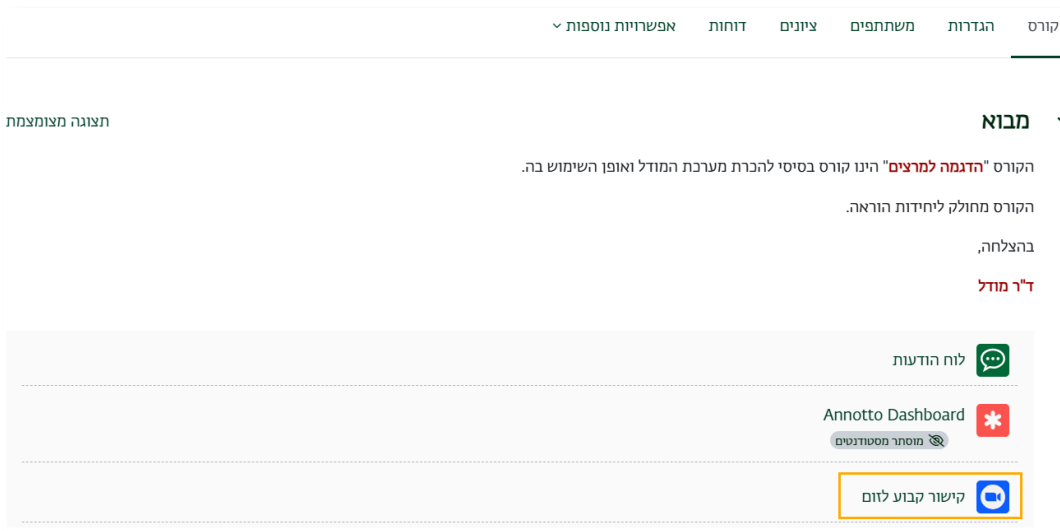 קורס הגדרות משתתפים ציונים דוחות אפשרויות נוספות
מבוא
תצוגה מצומצמת
הקורס "הדגמה למרצים" הינו קורס בסיסי להכרת מערכת המודל ואופן השימוש בה.
הקורס מחולק ליחידות הוראה.
בהצלחה,
ד"ר מודל
לוח הודעות
Annotto Dashboard
מוסתר מסטודנטים
קישור קבוע לזום